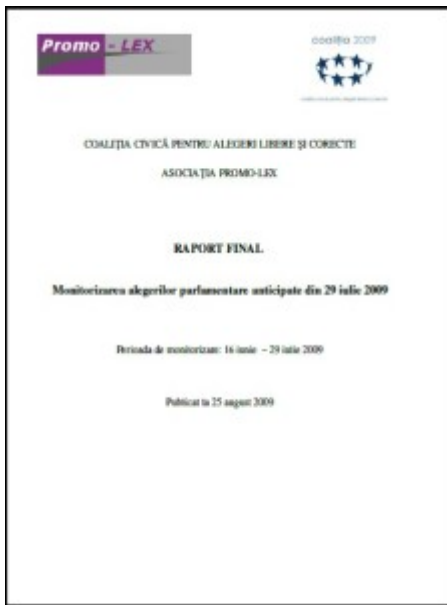 Promo - LEX
coaliția 2009
COALIȚIA CIVICĂ PENTRU ALEGERI LIBERE ȘI CORECTE
ASOCIAȚIA PROMO-LEX
RAPORT FINAL
Monitorizarea alegerilor parlamentare anticipate din 29 iulie 2009
Perioada de monitorizare: 16 iunie – 29 iulie 2009
Publicat la 25 august 2009